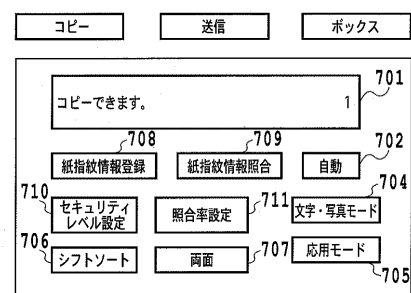 コピー 送信 ボックス
701
コピーできます。 1
708 709 702
紙指紋情報登録 紙指紋情報照合 自動
710 711 704
セキュリティ
レベル設定 照合率設定 文字・写真モード
706 707
シフトソート 両面 応用モード
705